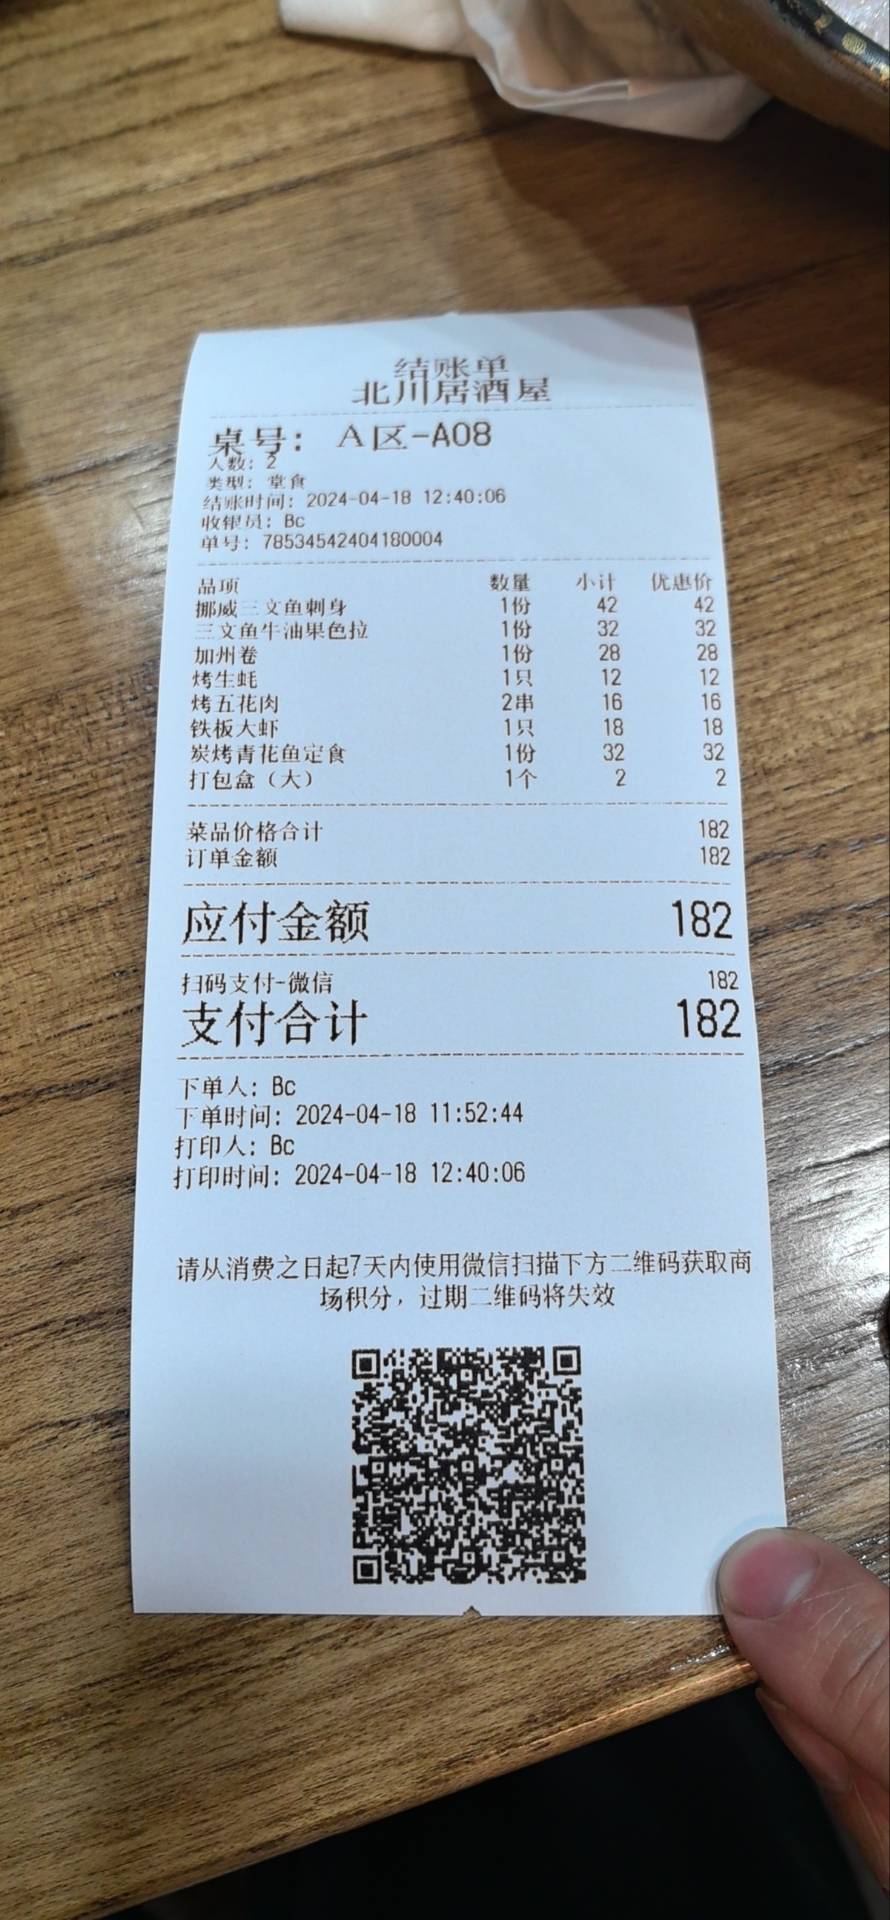 结账单
北川居酒屋
桌号: A区-A08
人数: 2
类型: 堂食
结账时间: 2024-04-18 12:40:06
收银员: Bc
单号: 78534542404180004
品项 数量 小计 优惠价
挪威三文鱼刺身 1份 42 42
三文鱼牛油果色拉 1份 32 32
加州卷 1份 28 28
烤生蚝 1只 12 12
烤五花肉 2串 16 16
铁板大虾 1只 18 18
炭烤青花鱼定食 1份 32 32
打包盒（大） 1个 2 2
菜品价格合计 182
订单金额 182
应付金额 182
扫码支付-微信 182
支付合计 182
下单人: Bc
下单时间: 2024-04-18 11:52:44
打印人: Bc
打印时间: 2024-04-18 12:40:06
请从消费之日起7天内使用微信扫描下方二维码获取商
场积分，过期二维码将失效